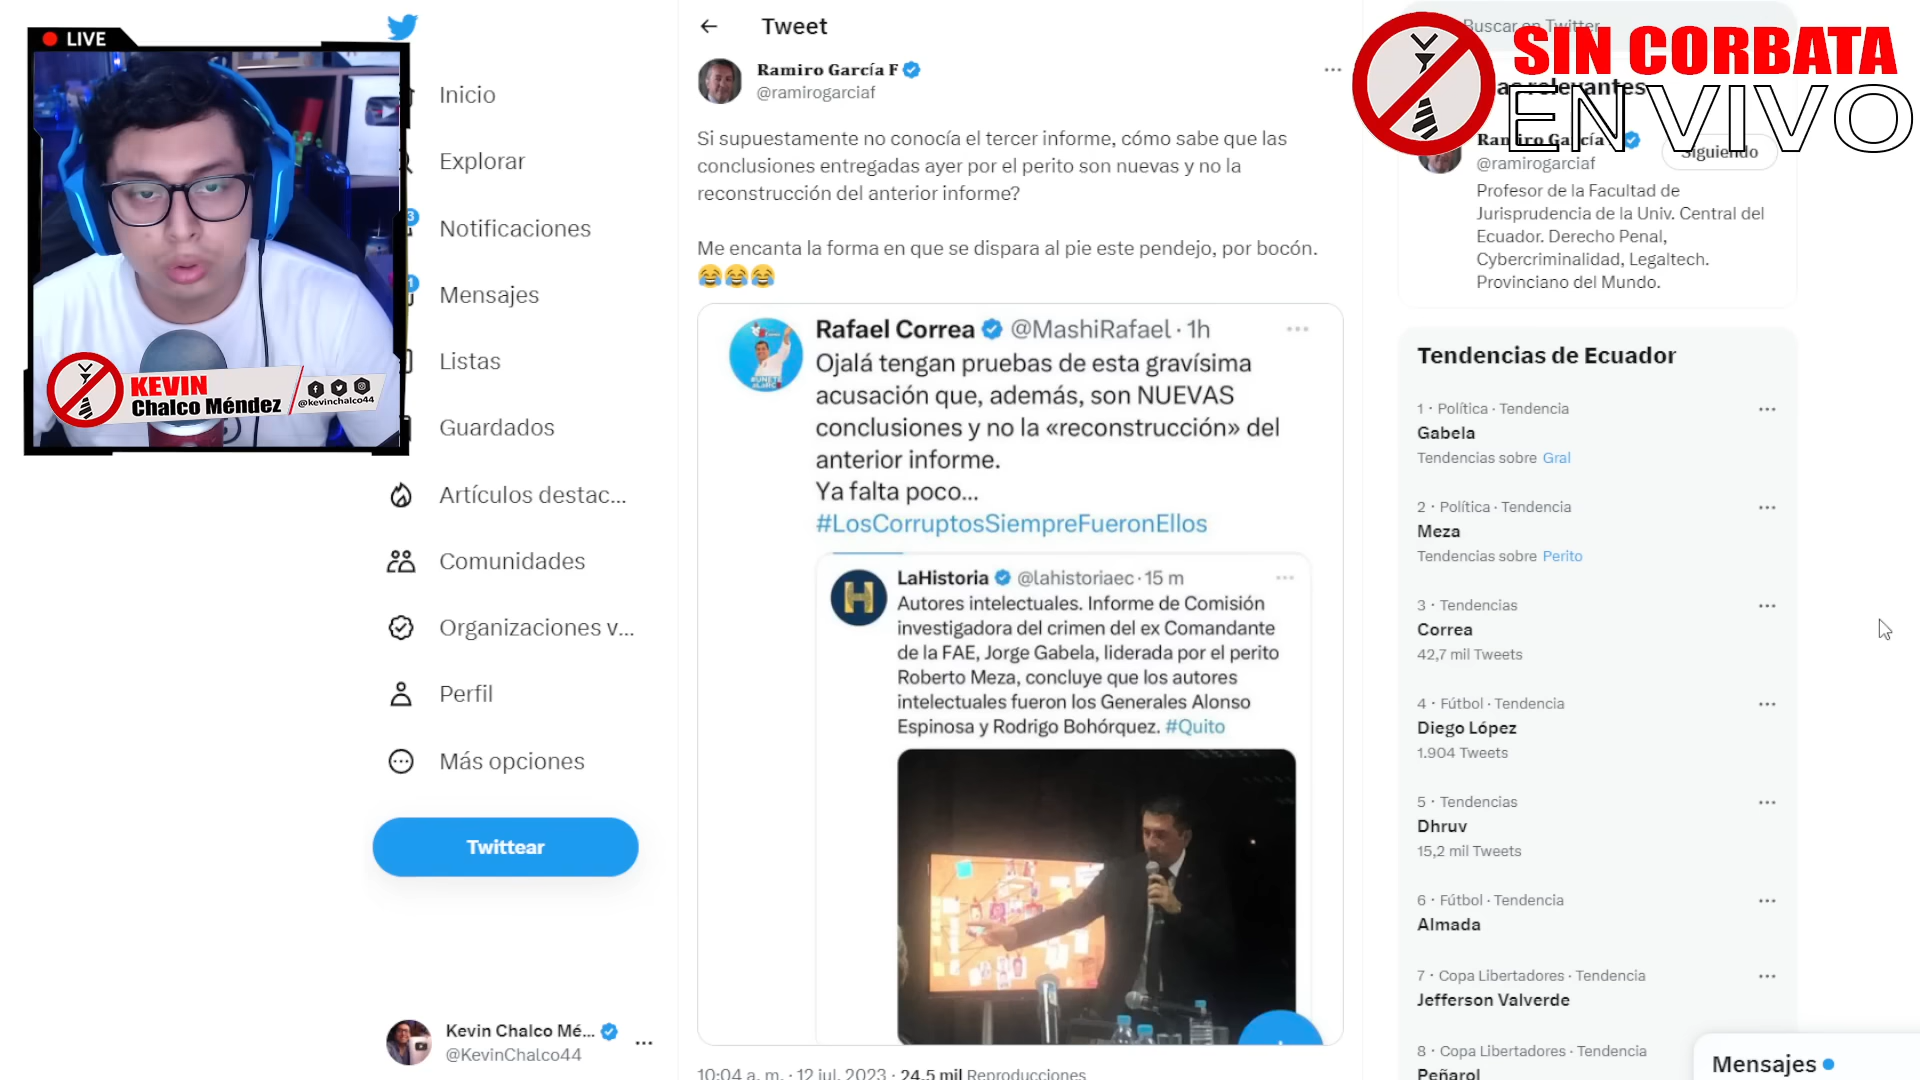 LIVE
KEVIN
Chalco Méndez
@kevinchalco44
Inicio
Explorar
3
Notificaciones
1
Mensajes
Listas
Guardados
Artículos destac...
Comunidades
Organizaciones v...
Perfil
Más opciones
Twittear
Kevin Chalco Mé...
@KevinChalco44
Tweet
Ramiro García F
@ramirogarciaf
Si supuestamente no conocía el tercer informe, cómo sabe que las
conclusiones entregadas ayer por el perito son nuevas y no la
reconstrucción del anterior informe?
Me encanta la forma en que se dispara al pie este pendejo, por bocón.
😂😂😂
Rafael Correa @MashiRafael · 1h
Ojalá tengan pruebas de esta gravísima
acusación que, además, son NUEVAS
conclusiones y no la «reconstrucción» del
anterior informe.
Ya falta poco...
#LosCorruptosSiempreFueronEllos
LaHistoria @lahistoriaec · 15 m
Autores intelectuales. Informe de Comisión
investigadora del crimen del ex Comandante
de la FAE, Jorge Gabela, liderada por el perito
Roberto Meza, concluye que los autores
intelectuales fueron los Generales Alonso
Espinosa y Rodrigo Bohórquez. #Quito
10:04 a. m. · 12 jul. 2023 · 24,5 mil Reproducciones
Buscar en Twitter
SIN CORBATA
EN VIVO
relevantes
Ramiro García
@ramirogarciaf
Siguiendo
Profesor de la Facultad de
Jurisprudencia de la Univ. Central del
Ecuador. Derecho Penal,
Cybercriminalidad, Legaltech.
Provinciano del Mundo.
Tendencias de Ecuador
1 · Política · Tendencia
Gabela
Tendencias sobre Gral
2 · Política · Tendencia
Meza
Tendencias sobre Perito
3 · Tendencias
Correa
42,7 mil Tweets
4 · Fútbol · Tendencia
Diego López
1.904 Tweets
5 · Tendencias
Dhruv
15,2 mil Tweets
6 · Fútbol · Tendencia
Almada
7 · Copa Libertadores · Tendencia
Jefferson Valverde
8 · Copa Libertadores · Tendencia
Peñarol
Mensajes